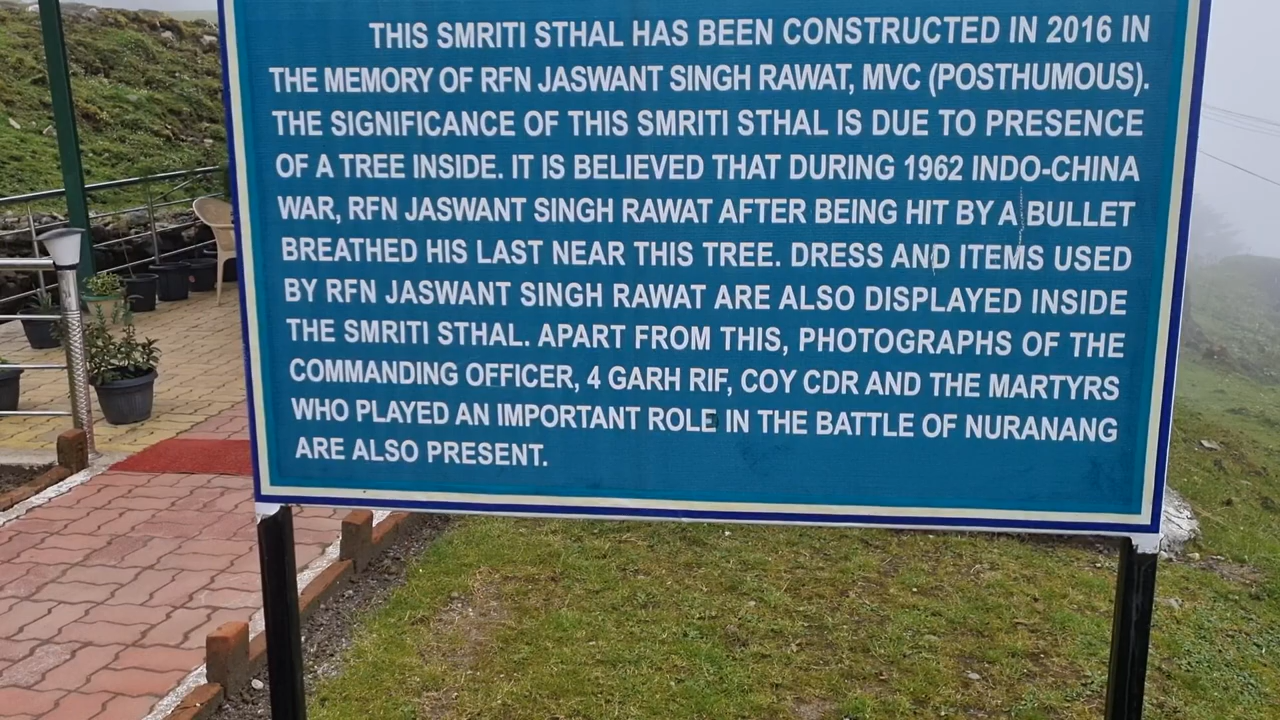 THIS SMRITI STHAL HAS BEEN CONSTRUCTED IN 2016 IN
THE MEMORY OF RFN JASWANT SINGH RAWAT, MVC (POSTHUMOUS).
THE SIGNIFICANCE OF THIS SMRITI STHAL IS DUE TO PRESENCE
OF A TREE INSIDE. IT IS BELIEVED THAT DURING 1962 INDO-CHINA
WAR, RFN JASWANT SINGH RAWAT AFTER BEING HIT BY A BULLET
BREATHED HIS LAST NEAR THIS TREE. DRESS AND ITEMS USED
BY RFN JASWANT SINGH RAWAT ARE ALSO DISPLAYED INSIDE
THE SMRITI STHAL. APART FROM THIS, PHOTOGRAPHS OF THE
COMMANDING OFFICER, 4 GARH RIF, COY CDR AND THE MARTYRS
WHO PLAYED AN IMPORTANT ROLE IN THE BATTLE OF NURANANG
ARE ALSO PRESENT.